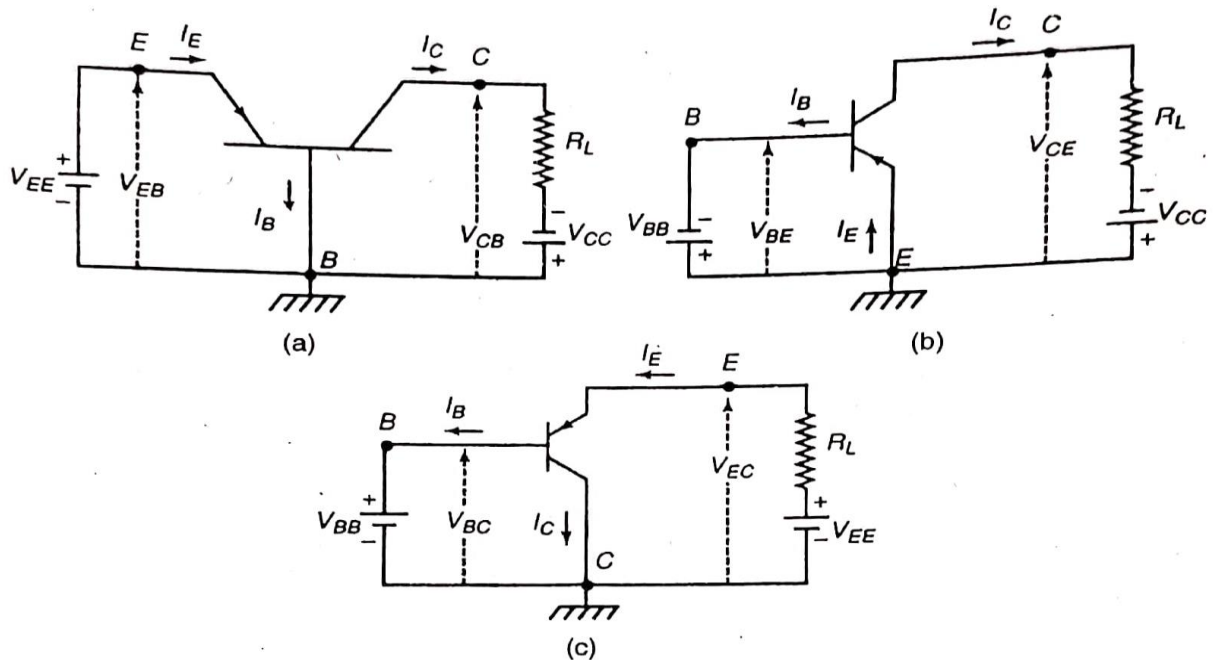 E
I_E
I_C
C
V_EE
+
-
V_EB
I_B
V_CB
R_L
-
V_CC
+
B
(a)
I_C
C
B
I_B
R_L
V_CE
V_BB
-
+
V_BE
I_E
-
V_CC
+
E
(b)
I_E
E
B
I_B
R_L
V_EC
V_BB
+
-
V_BC
I_C
+
V_EE
-
C
(c)